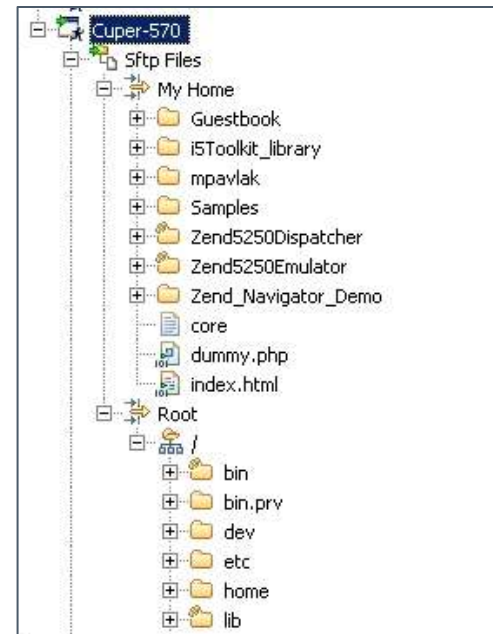 Cuper-570
Sftp Files
My Home
Guestbook
i5Toolkit_library
mpavlak
Samples
Zend5250Dispatcher
Zend5250Emulator
Zend_Navigator_Demo
core
dummy.php
index.html
Root
/
bin
bin.prv
dev
etc
home
lib